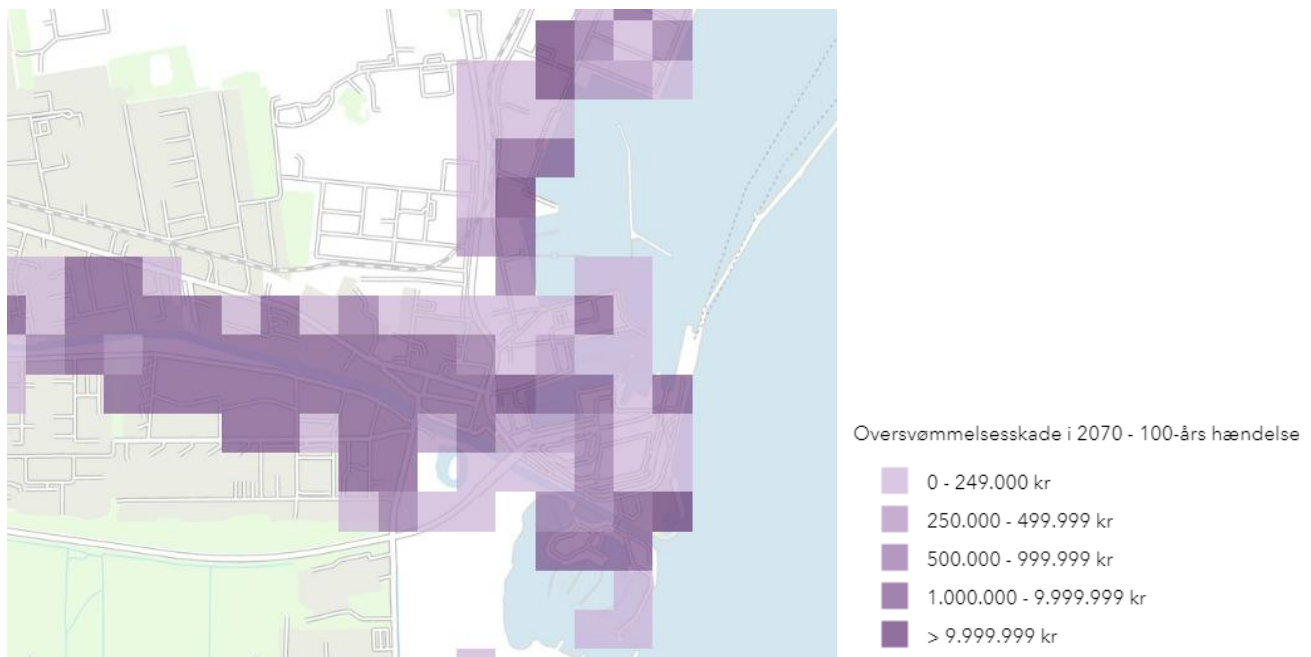 Oversvømmelsesskade i 2070 - 100-års hændelse
0 - 249.000 kr
250.000 - 499.999 kr
500.000 - 999.999 kr
1.000.000 - 9.999.999 kr
> 9.999.999 kr